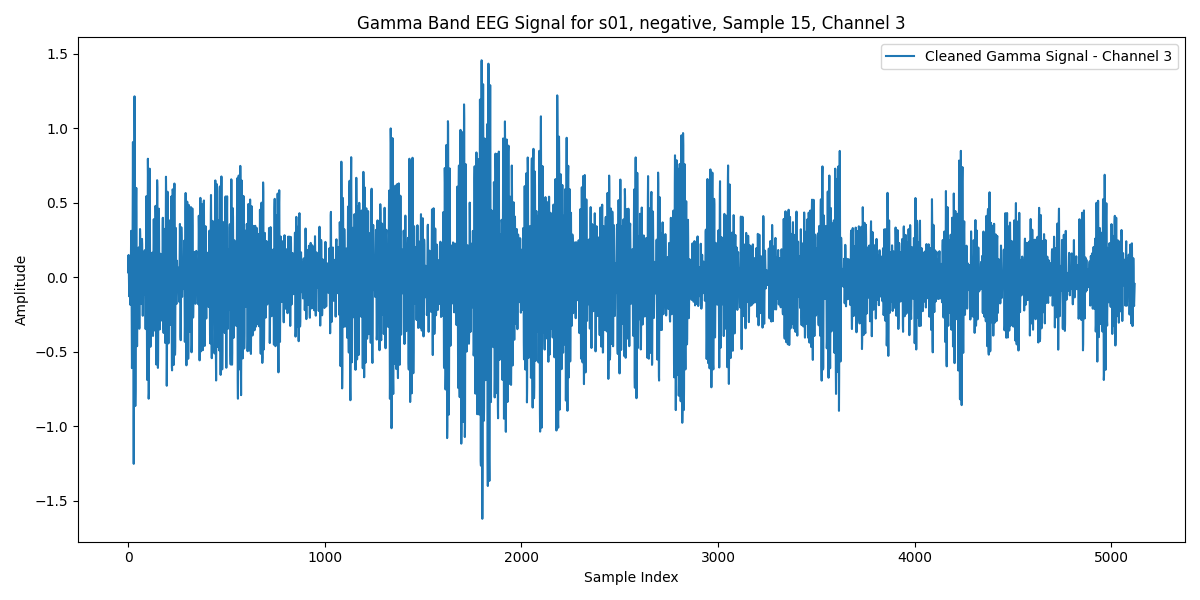 Gamma Band EEG Signal for s01, negative, Sample 15, Channel 3
Cleaned Gamma Signal - Channel 3
1.5
1.0
0.5
0.0
−0.5
−1.0
−1.5
Amplitude
0 1000 2000 3000 4000 5000
Sample Index